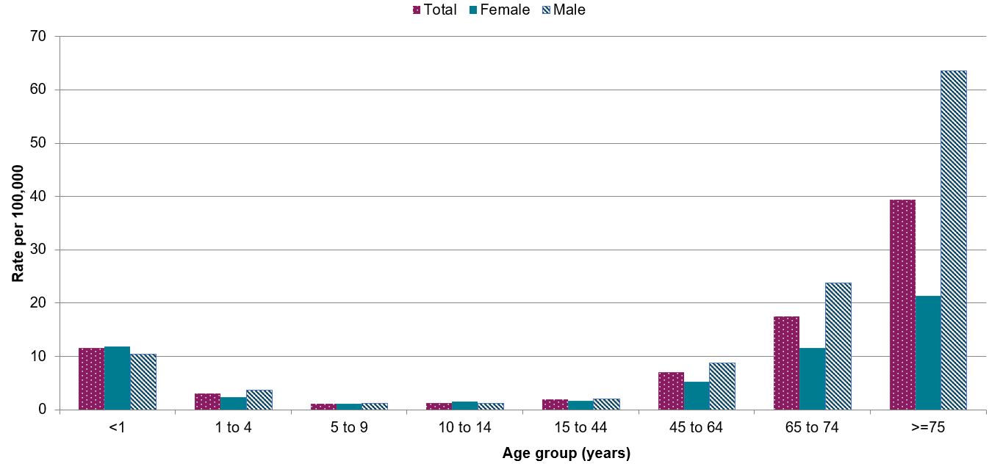 Total Female Male
70
60
50
40
30
20
10
0
Rate per 100,000
<1 1 to 4 5 to 9 10 to 14 15 to 44 45 to 64 65 to 74 >=75
Age group (years)